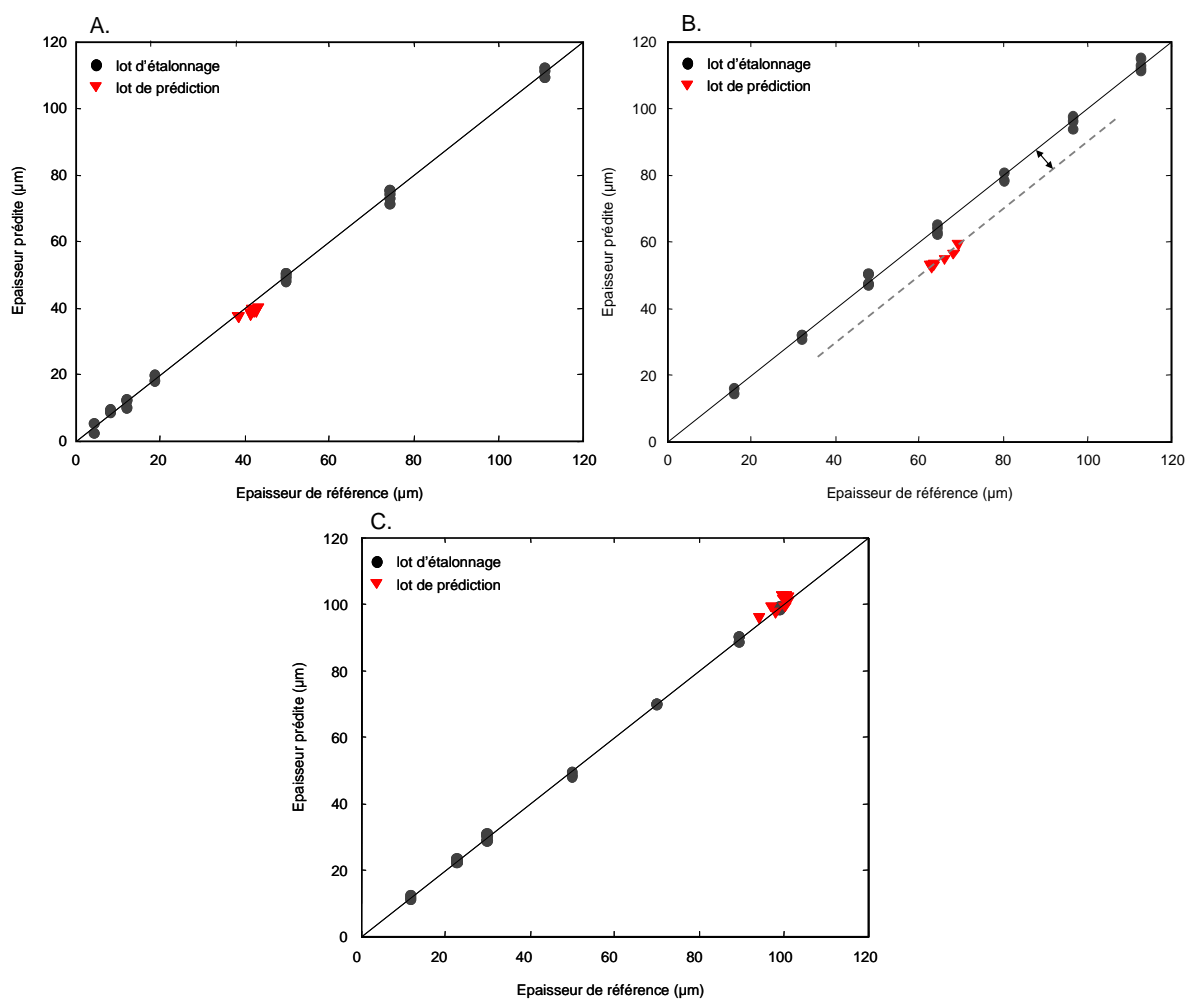 A.
lot d'étalonnage
lot de prédiction
120
100
80
60
40
20
0
0 20 40 60 80 100 120
Epaisseur prédite (µm)
Epaisseur de référence (µm)
B.
lot d'étalonnage
lot de prédiction
120
100
80
60
40
20
0
0 20 40 60 80 100 120
Epaisseur prédite (µm)
Epaisseur de référence (µm)
C.
lot d'étalonnage
lot de prédiction
120
100
80
60
40
20
0
0 20 40 60 80 100 120
Epaisseur prédite (µm)
Epaisseur de référence (µm)